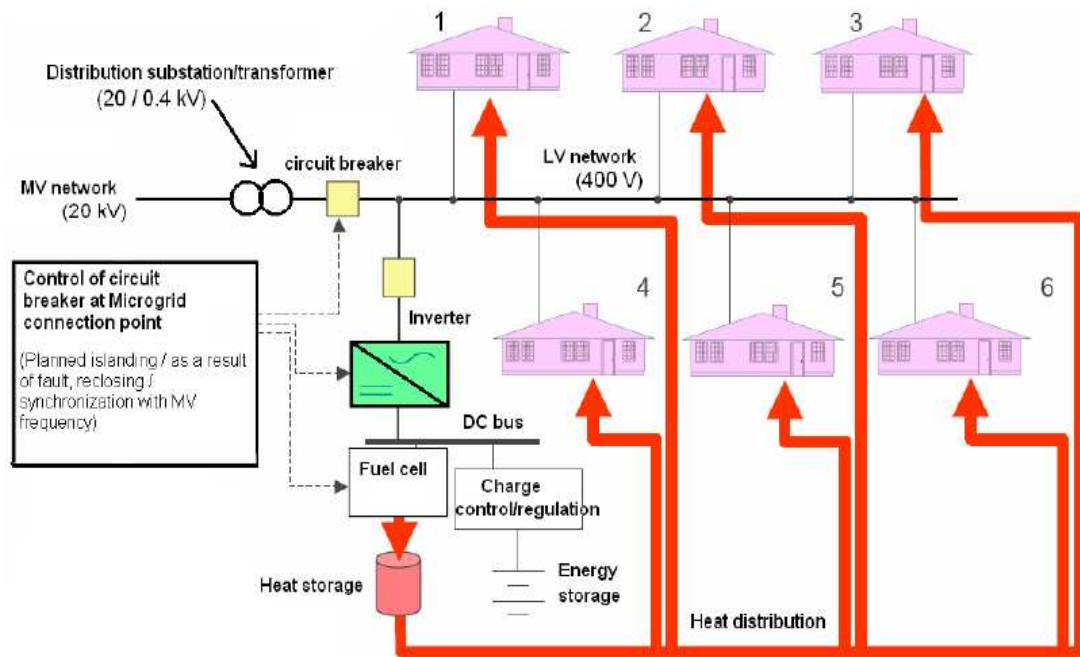 1
2
3
Distribution substation/transformer
(20 / 0.4 kV)
circuit breaker
LV network
(400 V)
MV network
(20 kV)
Control of circuit
breaker at Microgrid
connection point
(Planned islanding / as a result
of fault, reclosing /
synchronization with MV
frequency)
4
5
6
Inverter
DC bus
Fuel cell
Charge
control/regulation
Heat storage
Energy
storage
Heat distribution